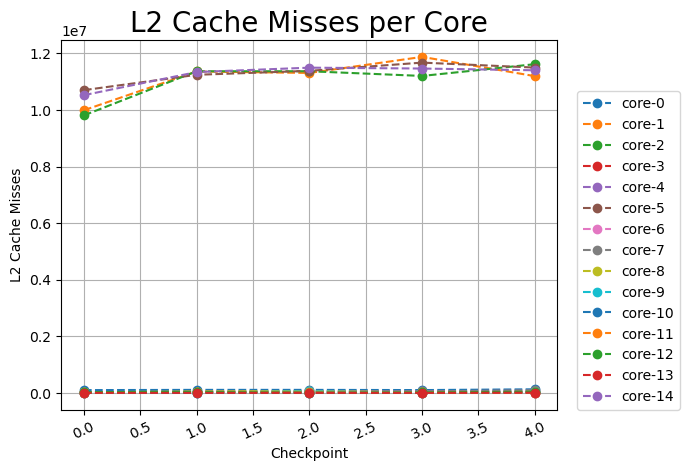 L2 Cache Misses per Core
1e7
1.2
1.0
0.8
0.6
0.4
0.2
0.0
L2 Cache Misses
0.0 0.5 1.0 1.5 2.0 2.5 3.0 3.5 4.0
Checkpoint
core-0
core-1
core-2
core-3
core-4
core-5
core-6
core-7
core-8
core-9
core-10
core-11
core-12
core-13
core-14